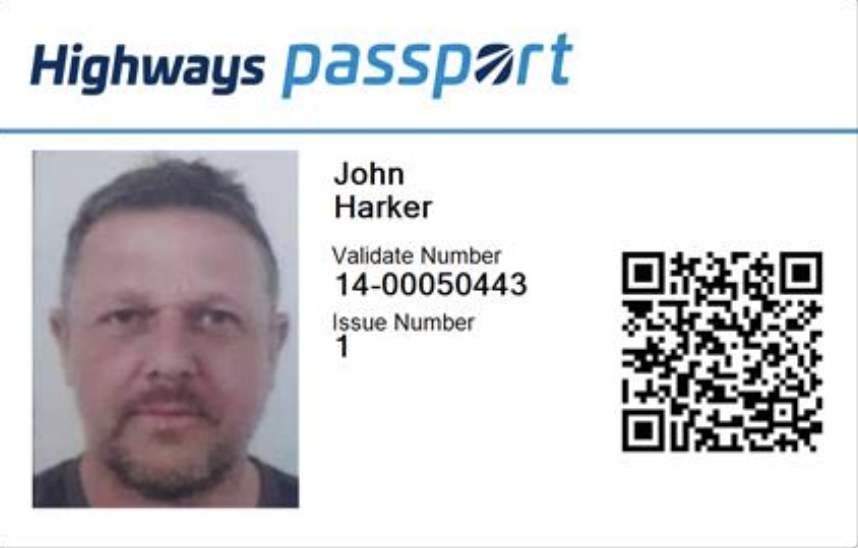 Highways passport
John
Harker
Validate Number
14-00050443
Issue Number
1